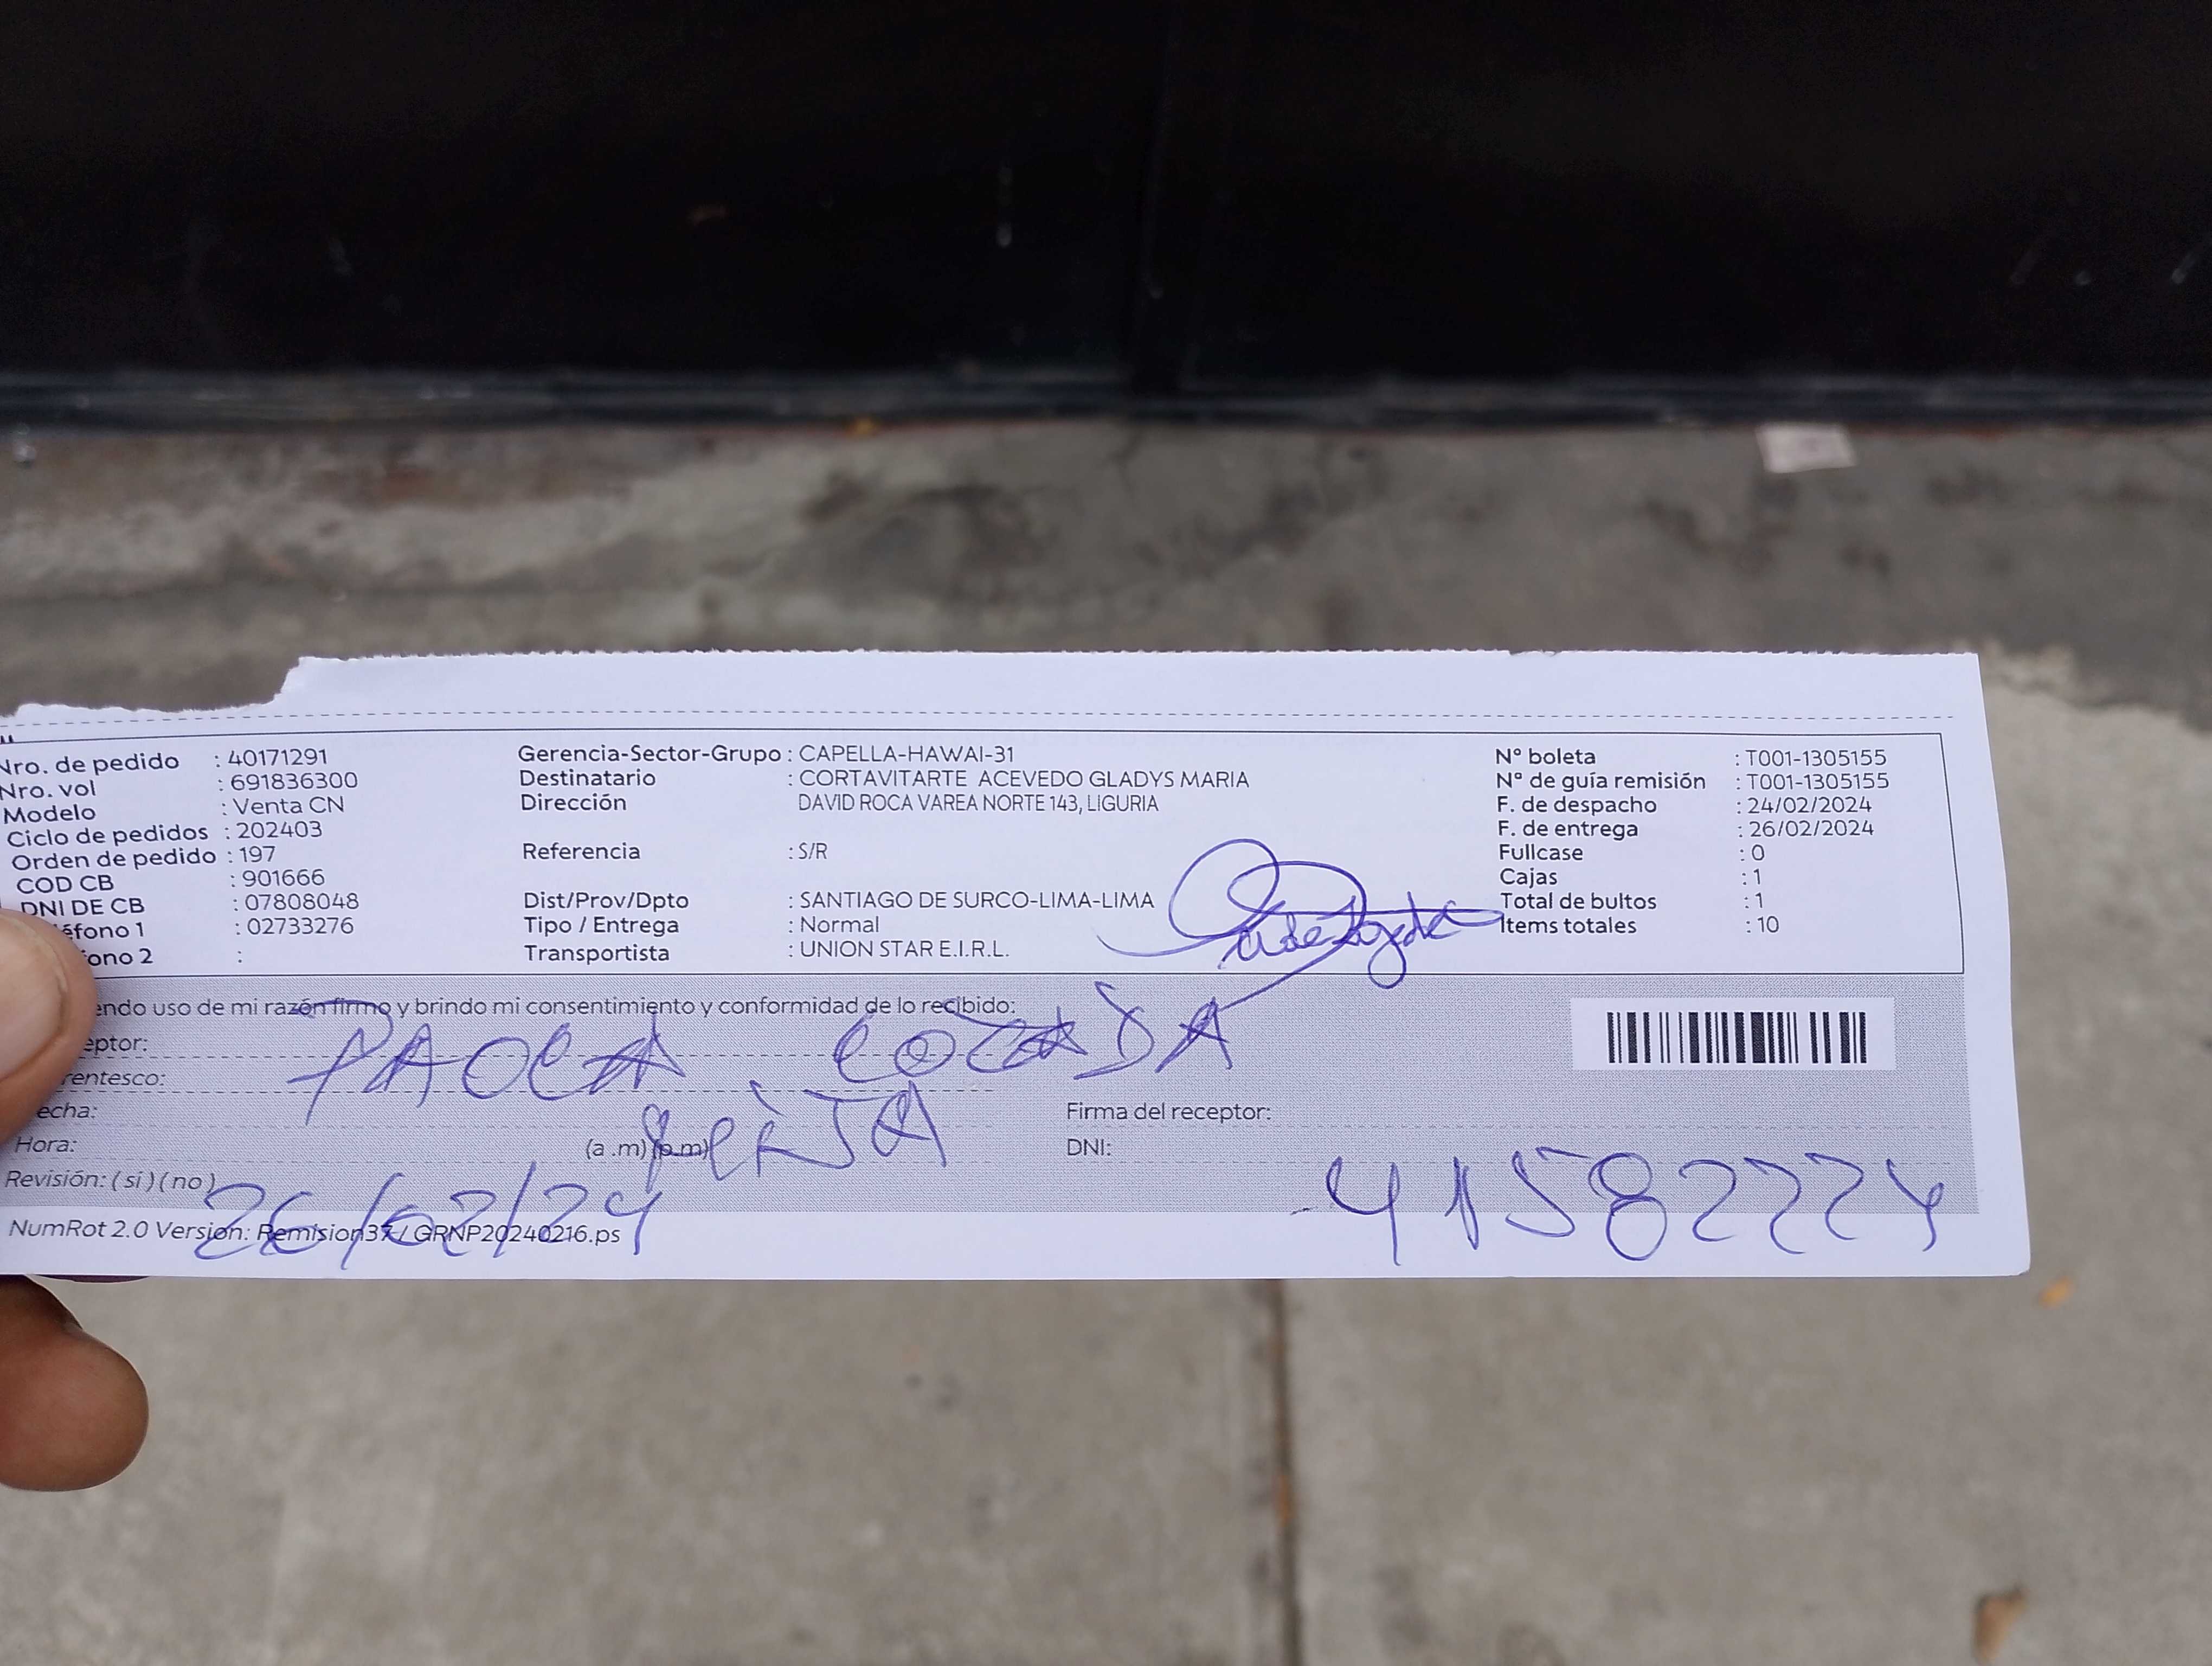 Nro. de pedido : 40171291
Nro. vol : 691836300
Modelo : Venta CN
Ciclo de pedidos : 202403
Orden de pedido : 197
COD CB : 901666
DNI DE CB : 07808048
éfono 1 : 02733276
ono 2 :
Gerencia-Sector-Grupo : CAPELLA-HAWAI-31
Destinatario : CORTAVITARTE ACEVEDO GLADYS MARIA
Dirección DAVID ROCA VAREA NORTE 143, LIGURIA
Referencia : S/R
Dist/Prov/Dpto : SANTIAGO DE SURCO-LIMA-LIMA
Tipo / Entrega : Normal
Transportista : UNION STAR E.I.R.L.
N° boleta : T001-1305155
N° de guía remisión : T001-1305155
F. de despacho : 24/02/2024
F. de entrega : 26/02/2024
Fullcase : 0
Cajas : 1
Total de bultos : 1
Items totales : 10
endo uso de mi razón firmo y brindo mi consentimiento y conformidad de lo recibido:
eptor: PAOLA LOZADA
rentesco:
echa: Firma del receptor:
Hora: (a .m) (p.m) DNI: 41582224
Revisión: ( si ) ( no ) 26/02/24
NumRot 2.0 Version: Remision37 / GRNP20240216.ps